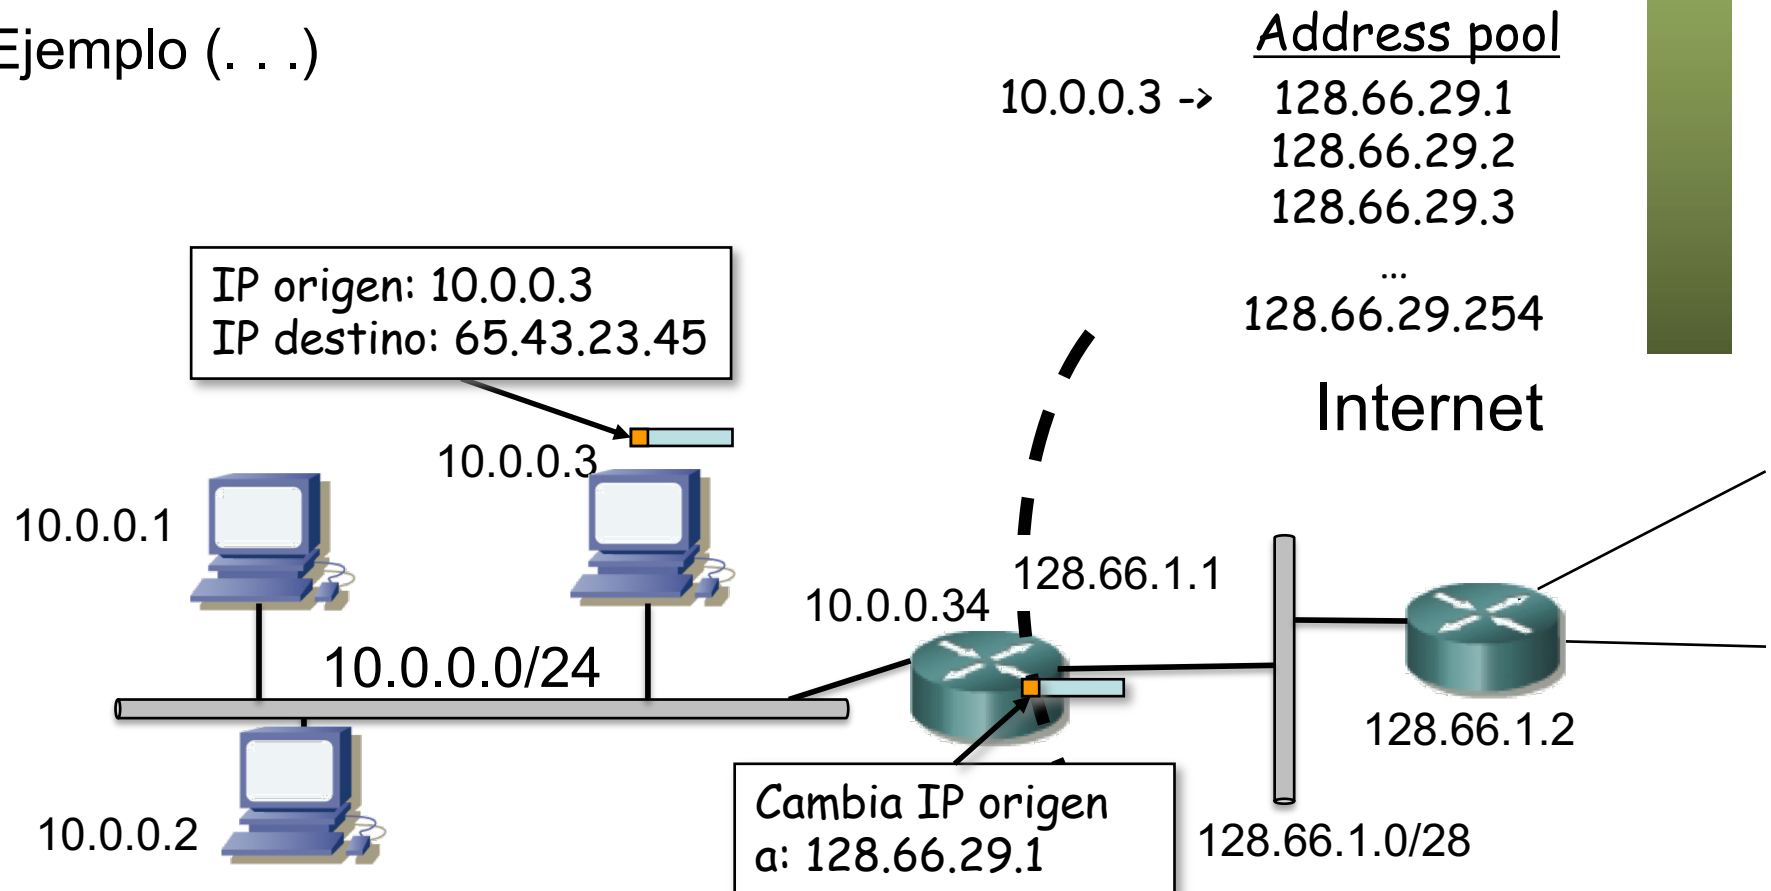 Ejemplo (. . .)
Address pool
10.0.0.3 -> 128.66.29.1
128.66.29.2
128.66.29.3
...
128.66.29.254
IP origen: 10.0.0.3
IP destino: 65.43.23.45
Internet
10.0.0.3
10.0.0.1
128.66.1.1
10.0.0.34
10.0.0.0/24
128.66.1.2
Cambia IP origen
a: 128.66.29.1
10.0.0.2
128.66.1.0/28